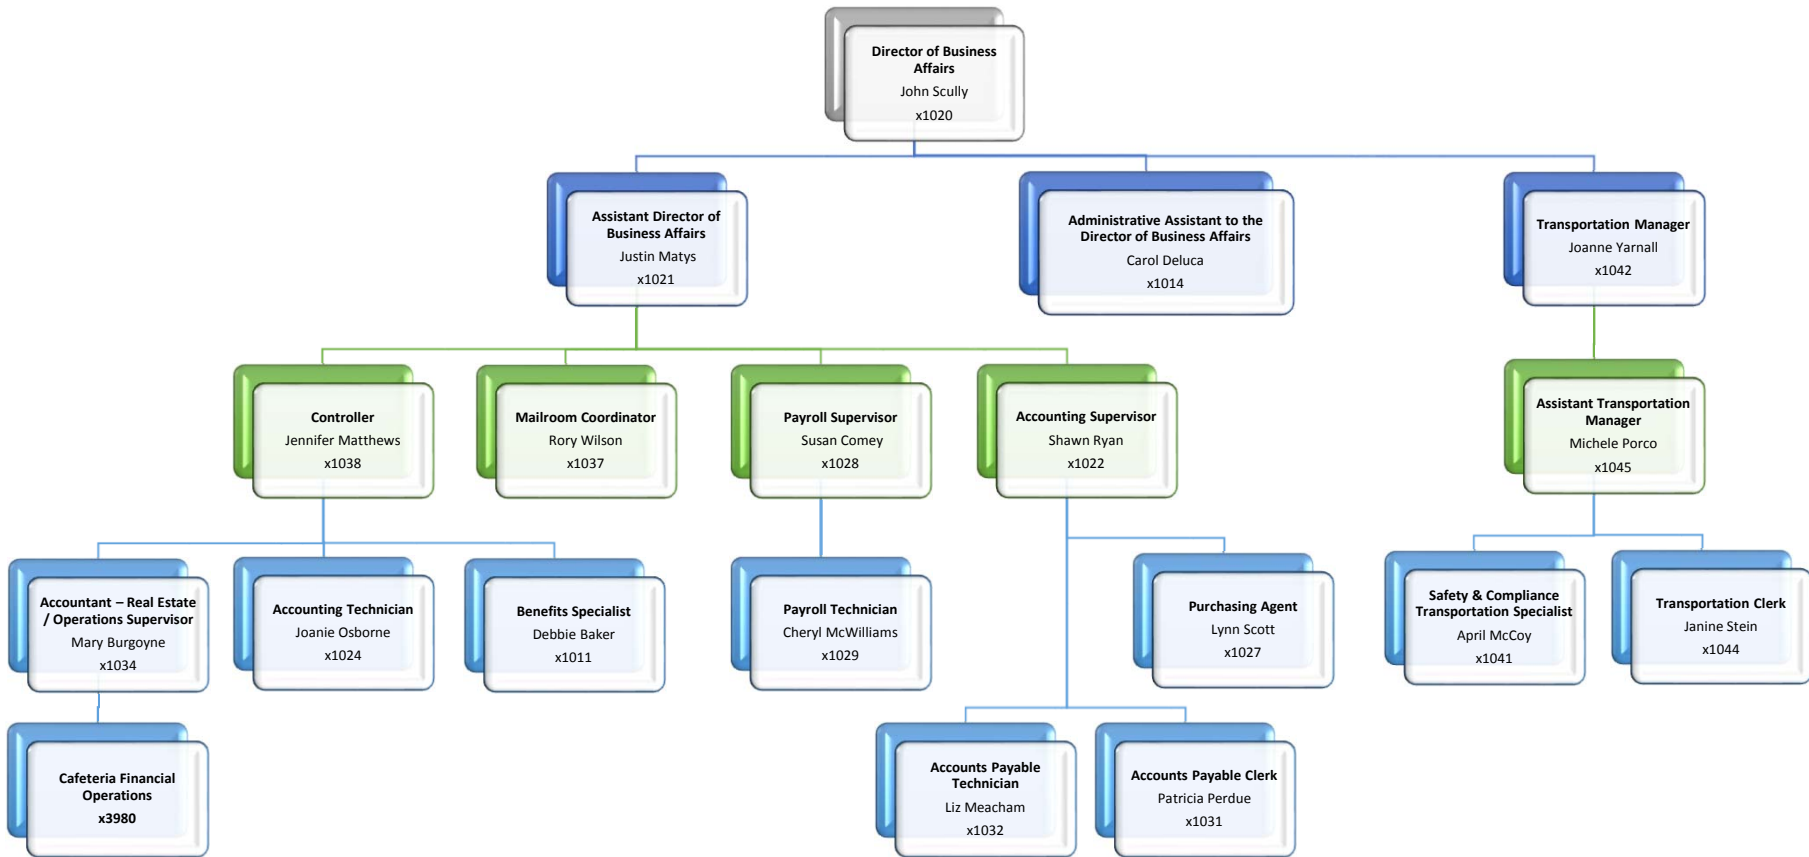 Director of Business
Affairs
John Scully
x1020
Assistant Director of
Business Affairs
Justin Matys
x1021
Administrative Assistant to the
Director of Business Affairs
Carol Deluca
x1014
Transportation Manager
Joanne Yarnall
x1042
Controller
Jennifer Matthews
x1038
Mailroom Coordinator
Rory Wilson
x1037
Payroll Supervisor
Susan Comey
x1028
Accounting Supervisor
Shawn Ryan
x1022
Assistant Transportation
Manager
Michele Porco
x1045
Accountant – Real Estate
/ Operations Supervisor
Mary Burgoyne
x1034
Accounting Technician
Joanie Osborne
x1024
Benefits Specialist
Debbie Baker
x1011
Payroll Technician
Cheryl McWilliams
x1029
Purchasing Agent
Lynn Scott
x1027
Safety & Compliance
Transportation Specialist
April McCoy
x1041
Transportation Clerk
Janine Stein
x1044
Cafeteria Financial
Operations
x3980
Accounts Payable
Technician
Liz Meacham
x1032
Accounts Payable Clerk
Patricia Perdue
x1031